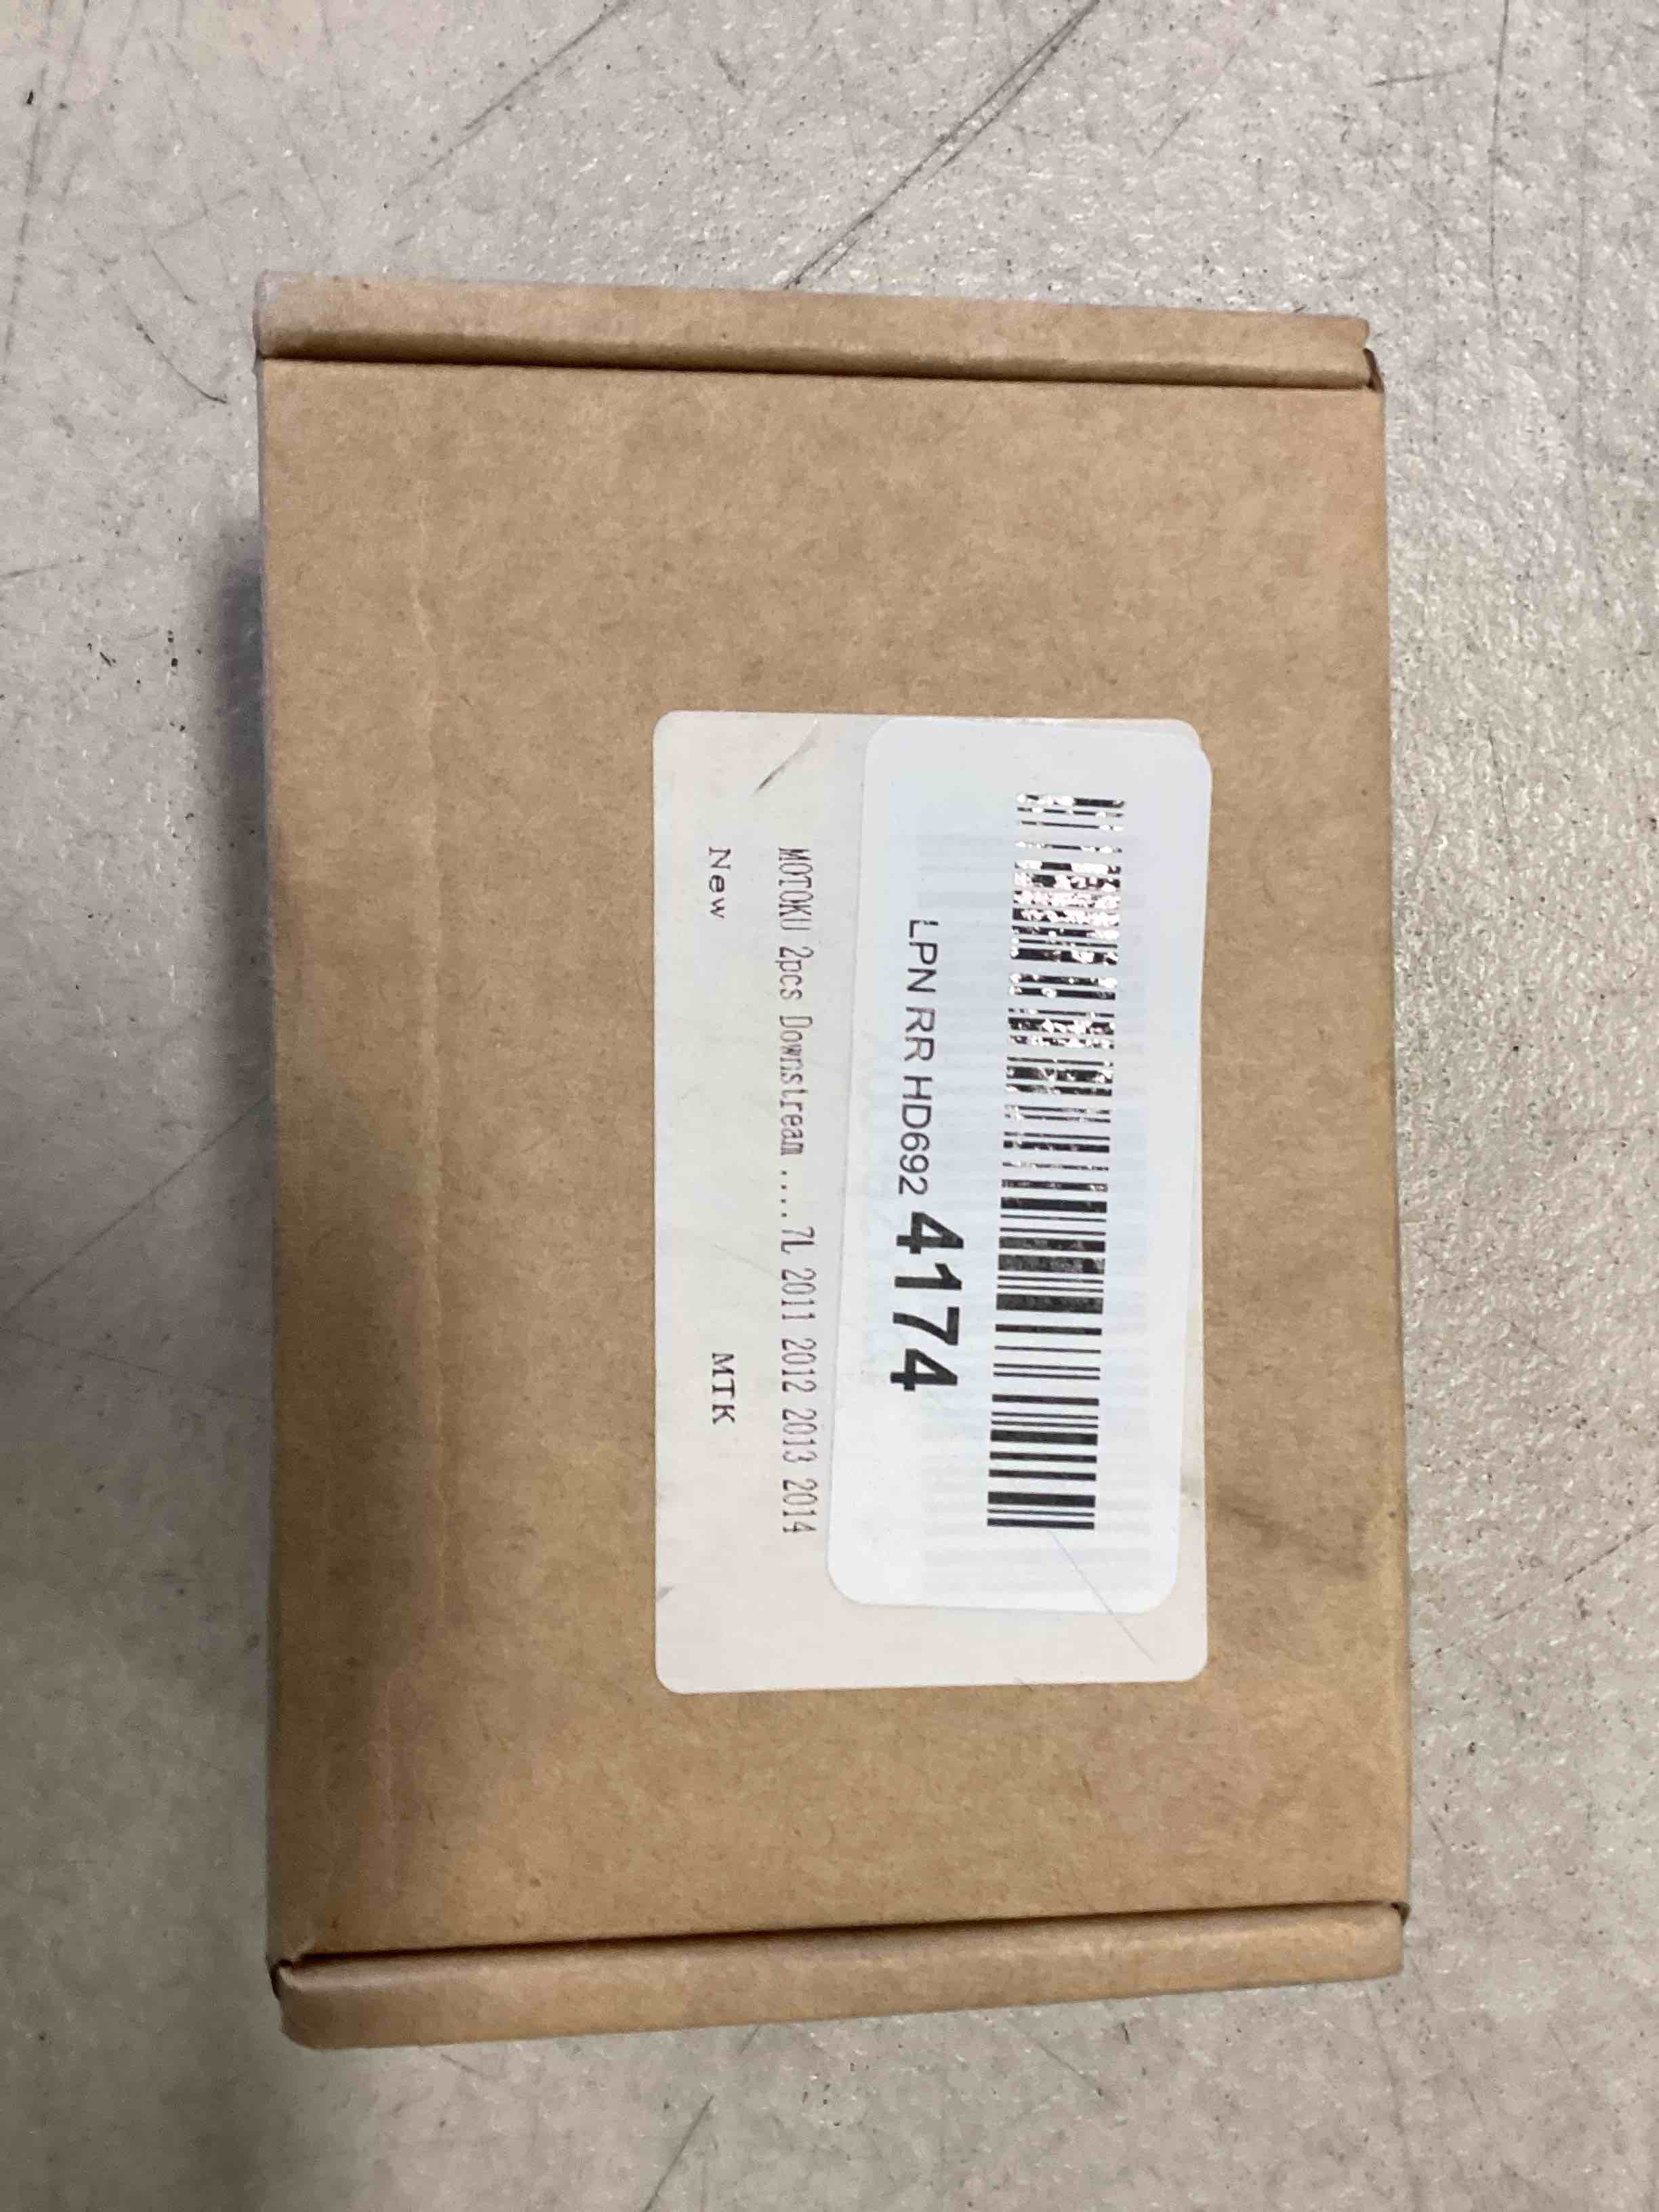 LPN RR HD692 4174
MOTOKU 2pcs Downstream ....7L 2011 2012 2013 2014
New MTK